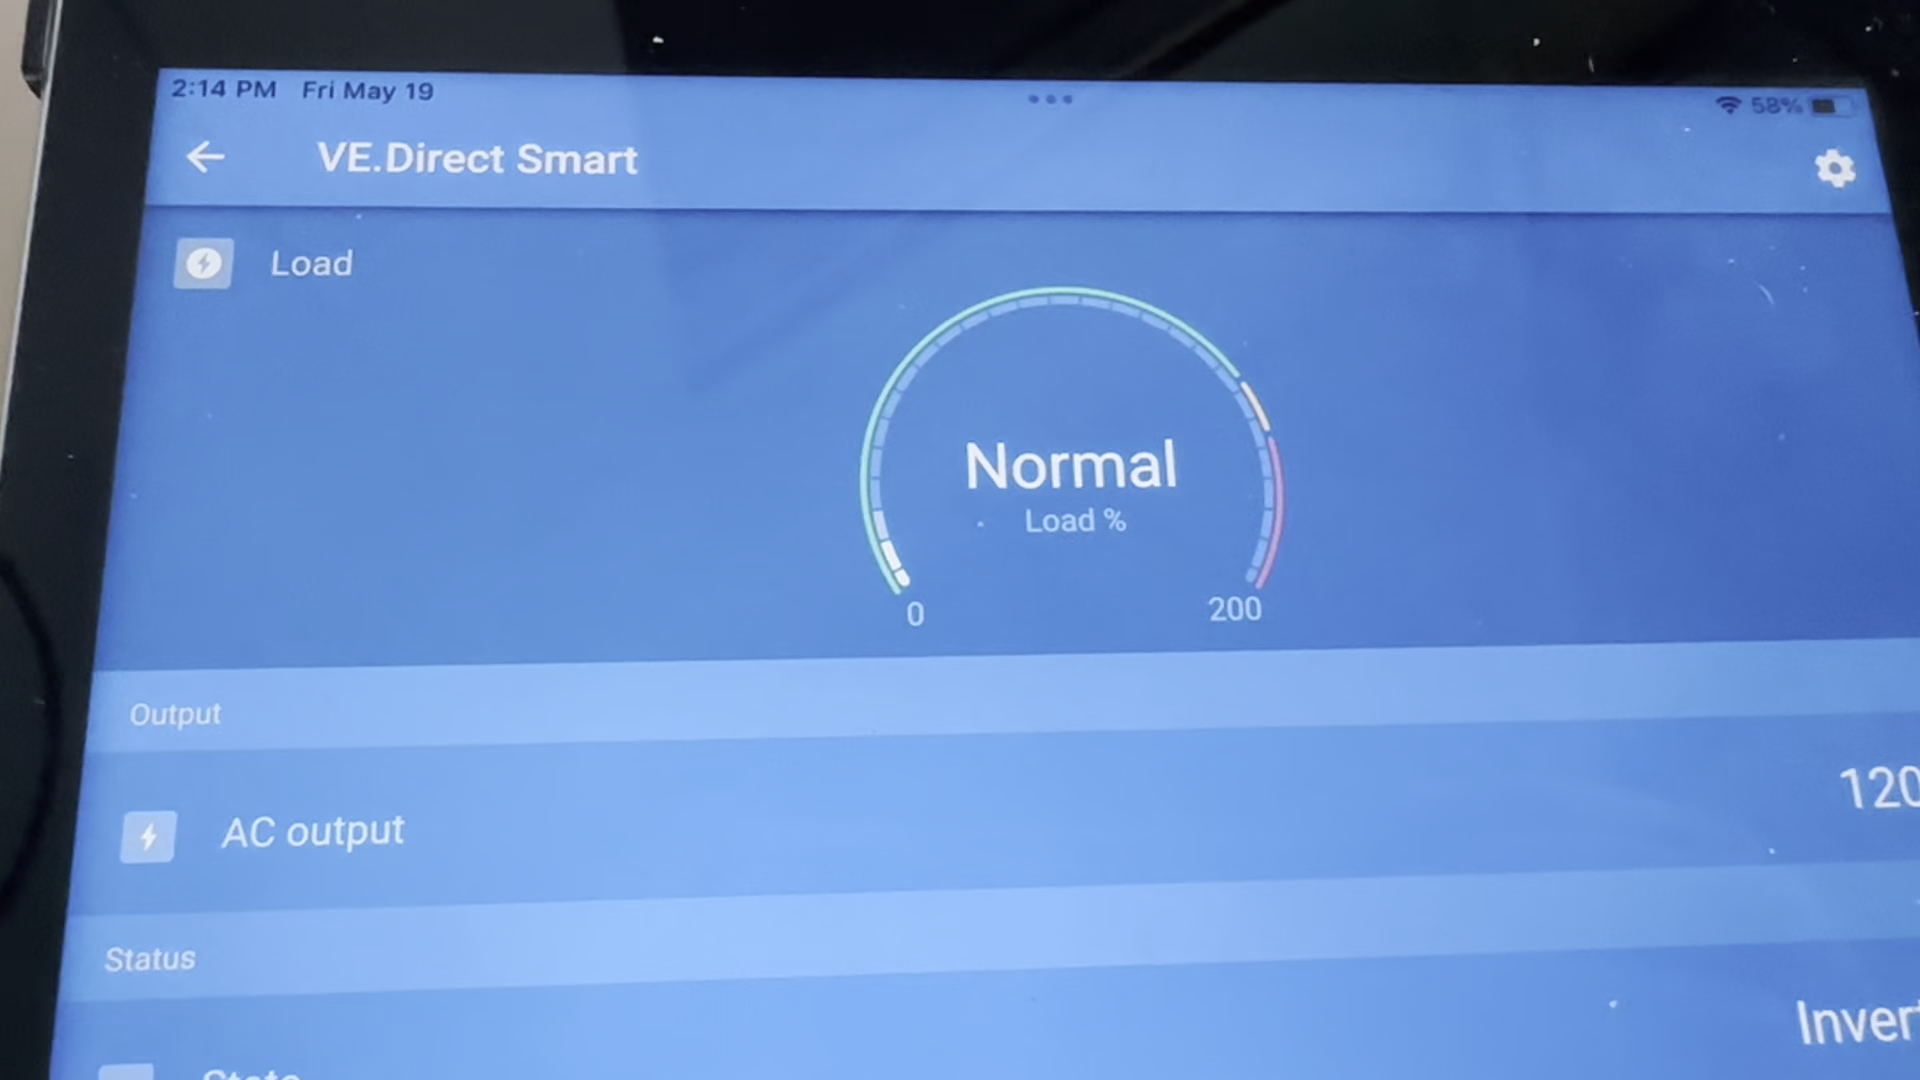 2:14 PM Fri May 19
58%
VE.Direct Smart
Load
Normal
Load %
0
200
Output
AC output
120
Status
State
Inver